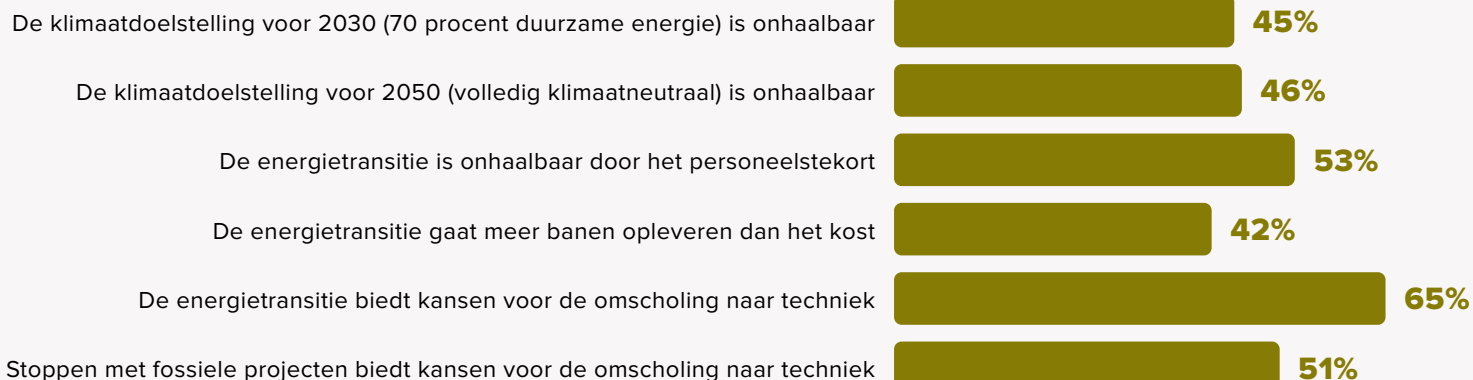 De klimaatdoelstelling voor 2030 (70 procent duurzame energie) is onhaalbaar 45%
De klimaatdoelstelling voor 2050 (volledig klimaatneutraal) is onhaalbaar 46%
De energietransitie is onhaalbaar door het personeelstekort 53%
De energietransitie gaat meer banen opleveren dan het kost 42%
De energietransitie biedt kansen voor de omscholing naar techniek 65%
Stoppen met fossiele projecten biedt kansen voor de omscholing naar techniek 51%